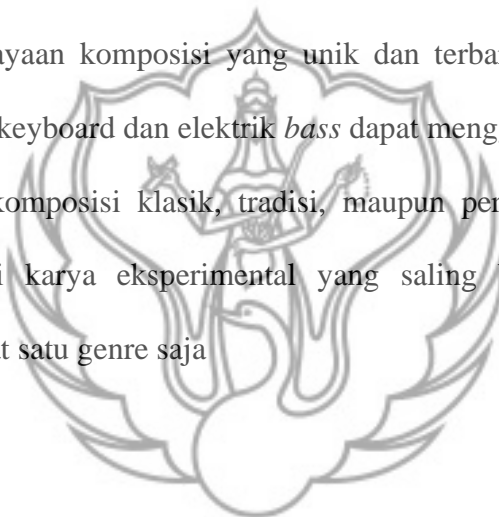 ayaan komposisi yang unik dan terbar
keyboard dan elektrik bass dapat meng
komposisi klasik, tradisi, maupun per
i karya eksperimental yang saling
t satu genre saja